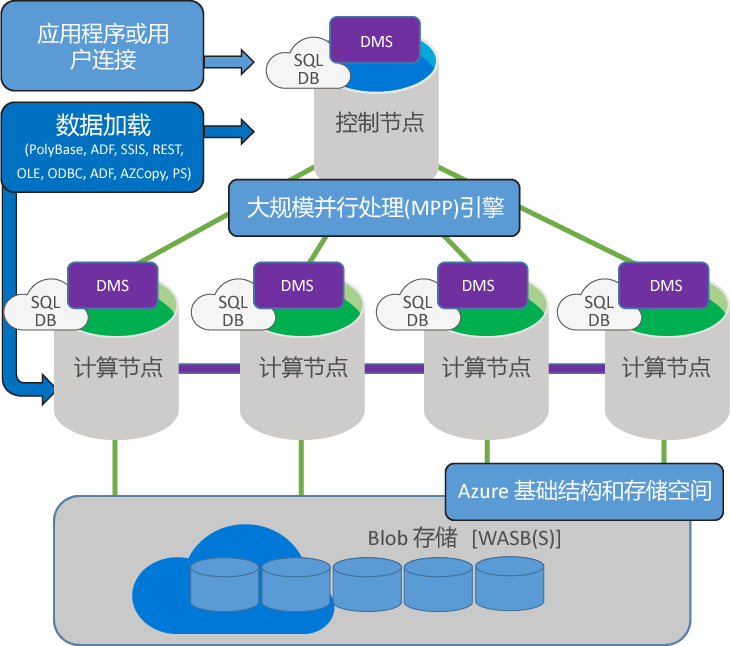 应用程序或用
户连接
DMS
SQL
DB
控制节点
数据加载
(PolyBase, ADF, SSIS, REST,
OLE, ODBC, ADF, AZCopy, PS)
大规模并行处理(MPP)引擎
DMS
SQL
DB
计算节点
DMS
SQL
DB
计算节点
DMS
SQL
DB
计算节点
DMS
SQL
DB
计算节点
Azure 基础结构和存储空间
Blob 存储 [WASB(S)]